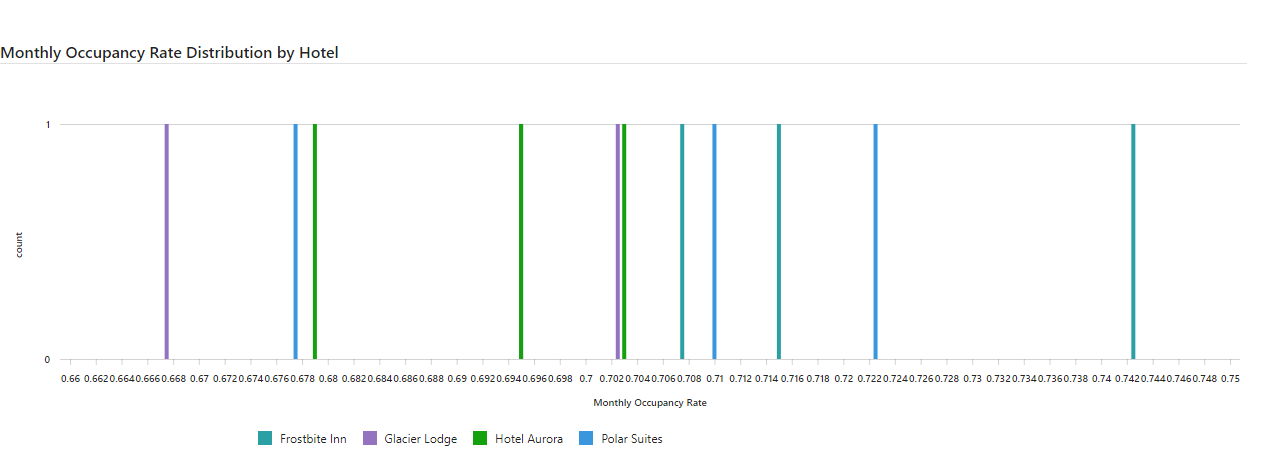 Monthly Occupancy Rate Distribution by Hotel
1
count
0
0.66 0.662 0.664 0.666 0.668 0.67 0.672 0.674 0.676 0.678 0.68 0.682 0.684 0.686 0.688 0.69 0.692 0.694 0.696 0.698 0.7 0.702 0.704 0.706 0.708 0.71 0.712 0.714 0.716 0.718 0.72 0.722 0.724 0.726 0.728 0.73 0.732 0.734 0.736 0.738 0.74 0.742 0.744 0.746 0.748 0.75
Monthly Occupancy Rate
Frostbite Inn Glacier Lodge Hotel Aurora Polar Suites